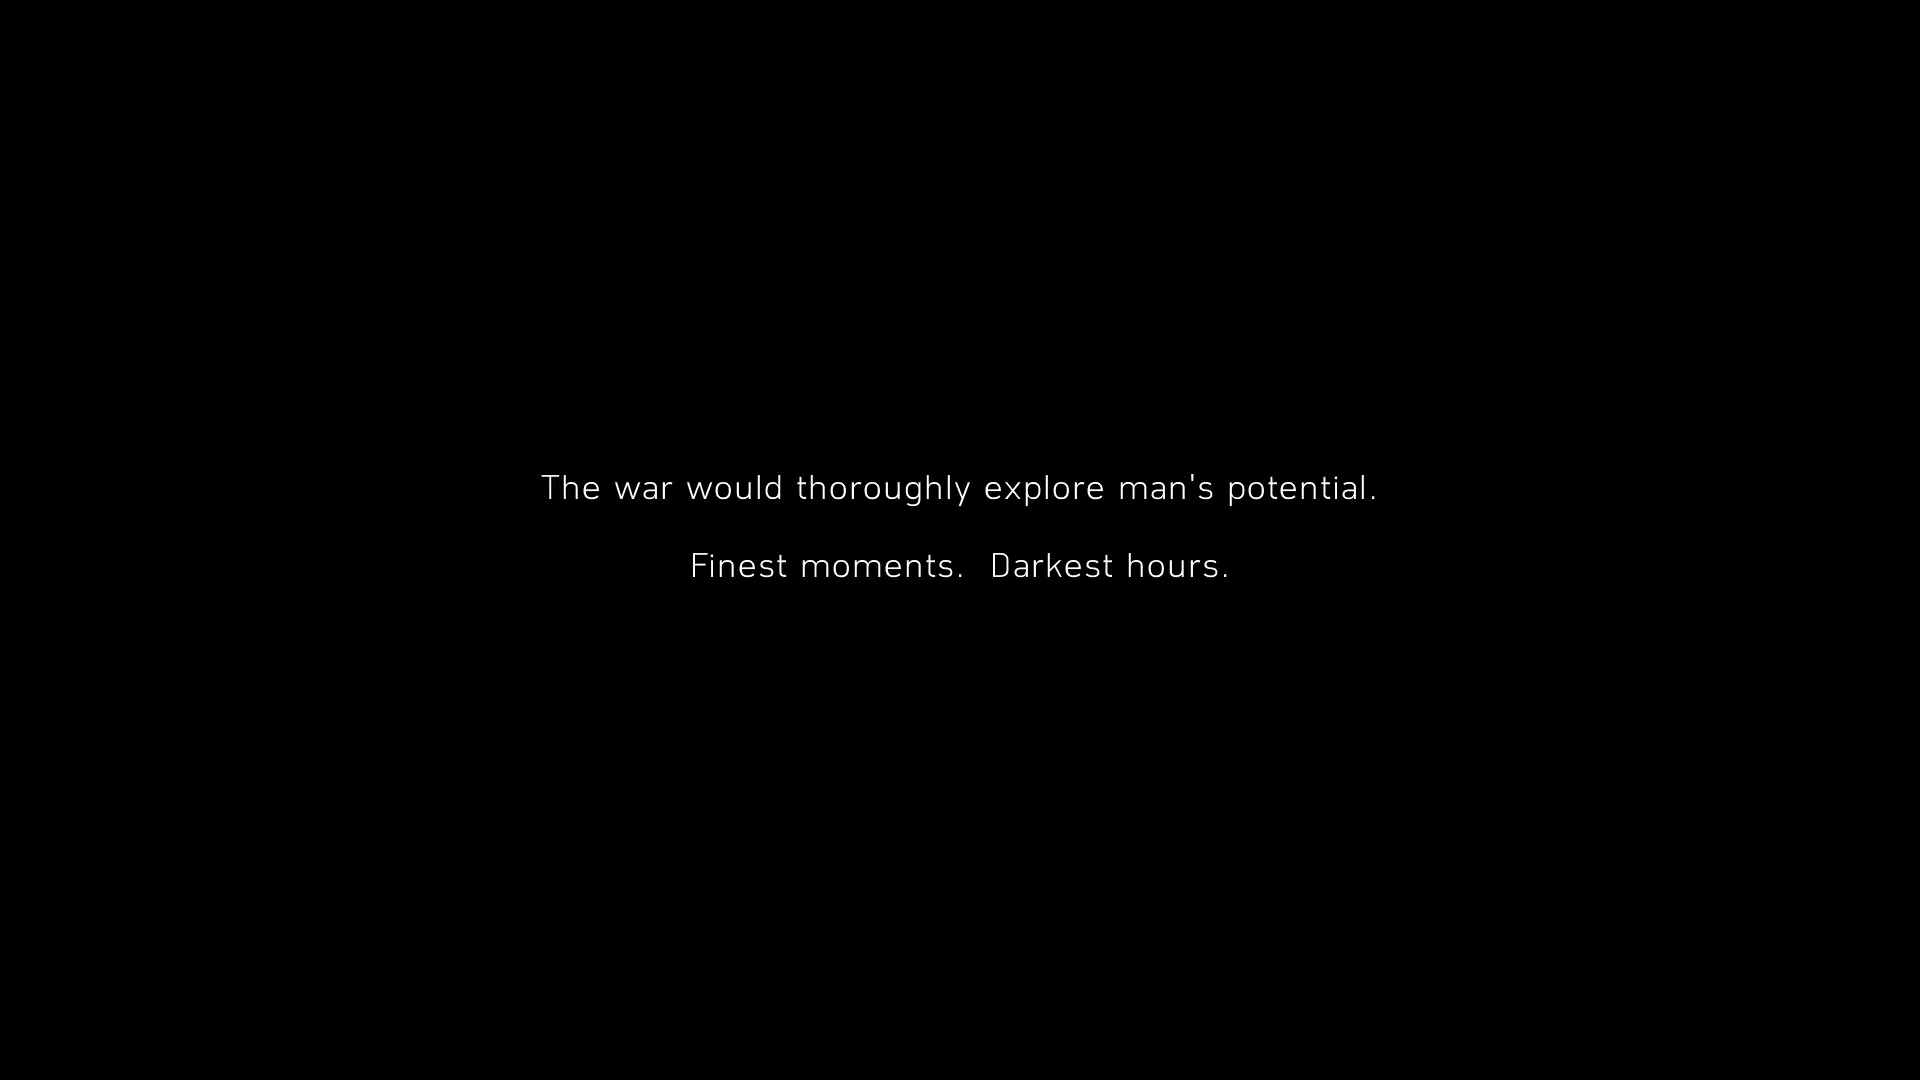 The war would thoroughly explore man's potential.
Finest moments.  Darkest hours.